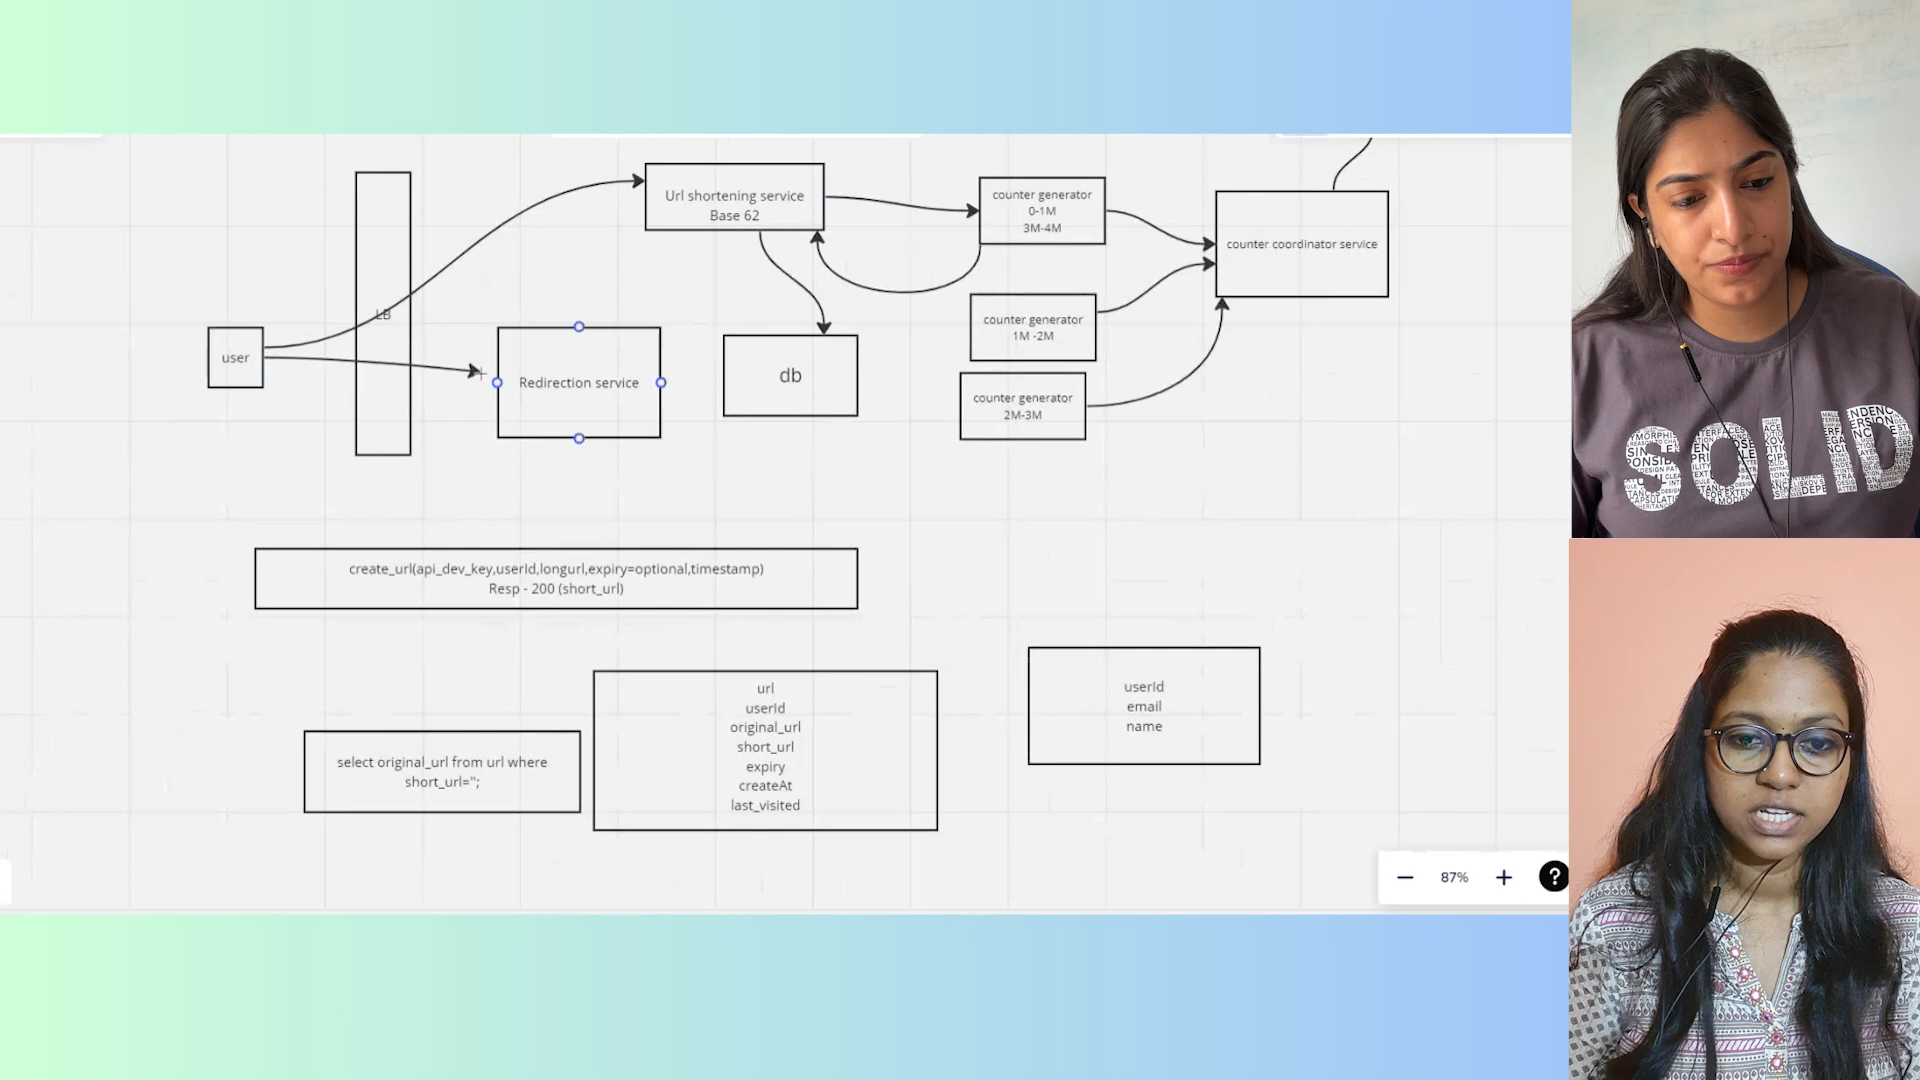 Url shortening service
Base 62
counter generator
0-1M
3M-4M
counter coordinator service
LB
user
Redirection service
db
counter generator
1M -2M
counter generator
2M-3M
create_url(api_dev_key,userId,longurl,expiry=optional,timestamp)
Resp - 200 (short_url)
select original_url from url where
short_url='';
url
userId
original_url
short_url
expiry
createAt
last_visited
userId
email
name
87%
?
SOLID